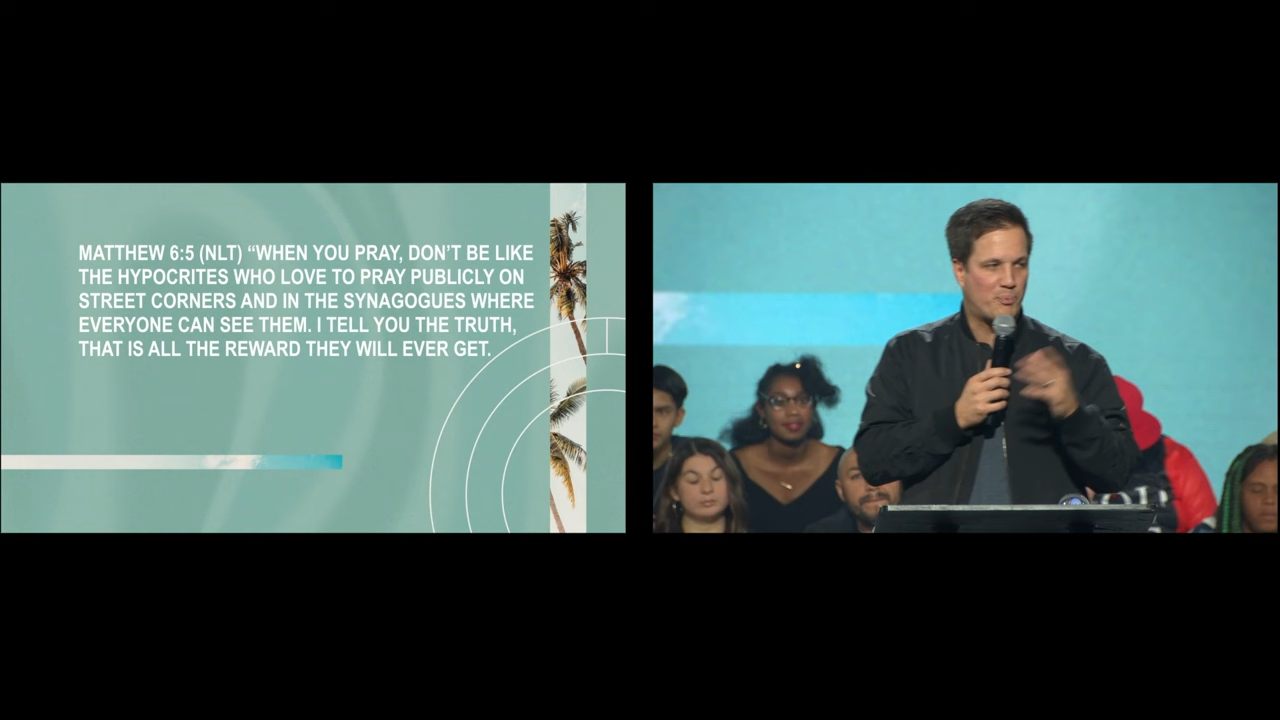 MATTHEW 6:5 (NLT) “WHEN YOU PRAY, DON’T BE LIKE
THE HYPOCRITES WHO LOVE TO PRAY PUBLICLY ON
STREET CORNERS AND IN THE SYNAGOGUES WHERE
EVERYONE CAN SEE THEM. I TELL YOU THE TRUTH,
THAT IS ALL THE REWARD THEY WILL EVER GET.